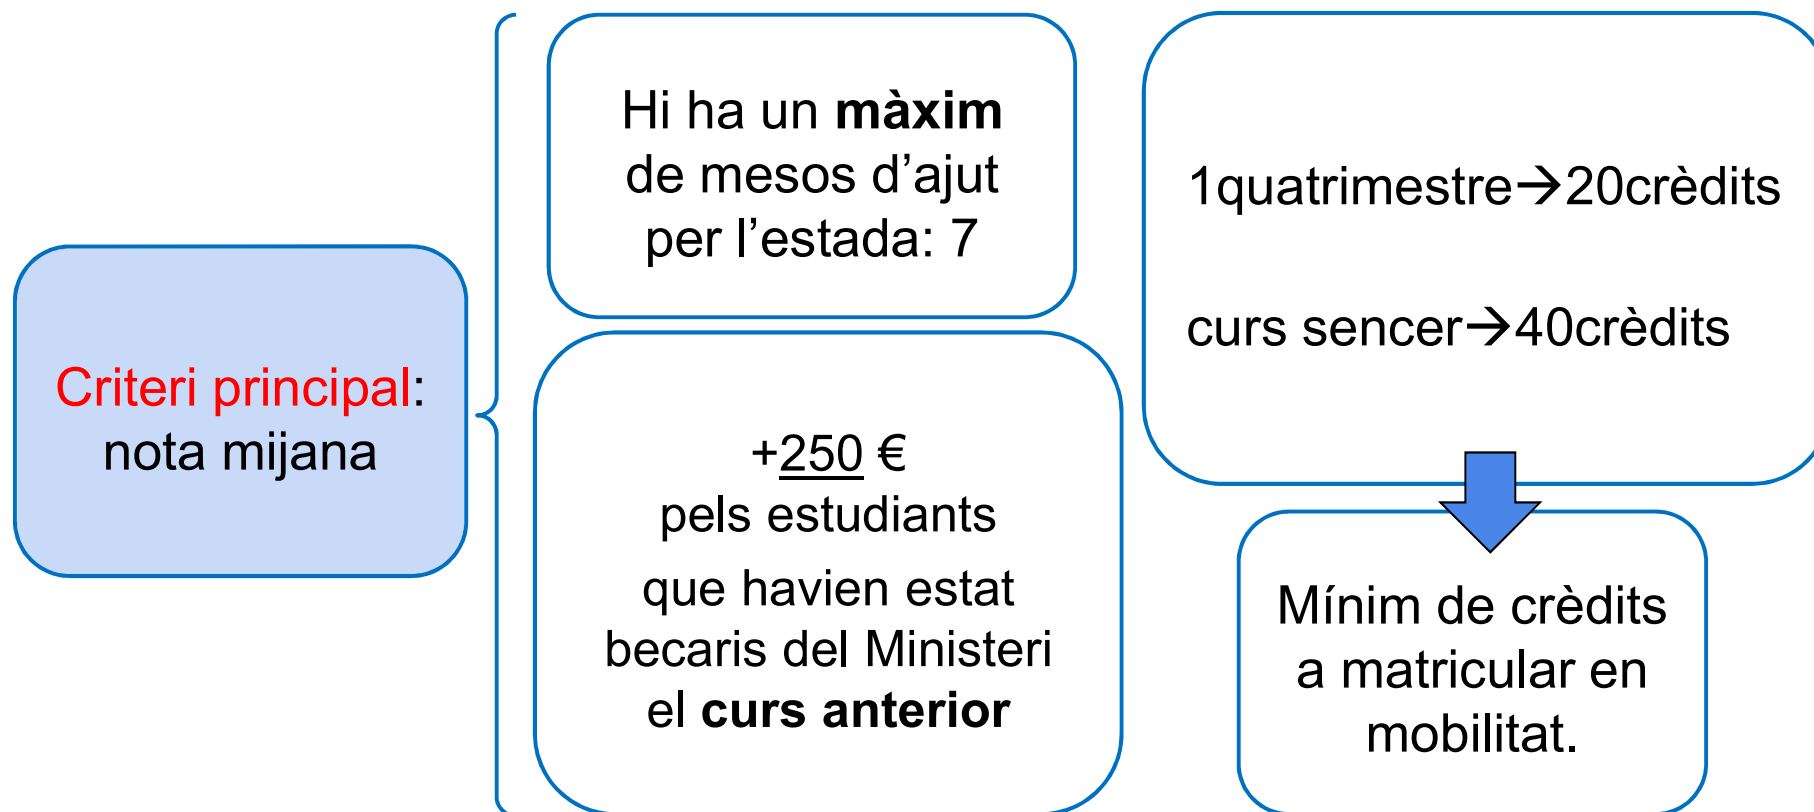 Criteri principal:
nota mijana
Hi ha un màxim
de mesos d’ajut
per l’estada: 7
+250 €
pels estudiants
que havien estat
becaris del Ministeri
el curs anterior
1quatrimestre→20crèdits
curs sencer→40crèdits
Mínim de crèdits
a matricular en
mobilitat.